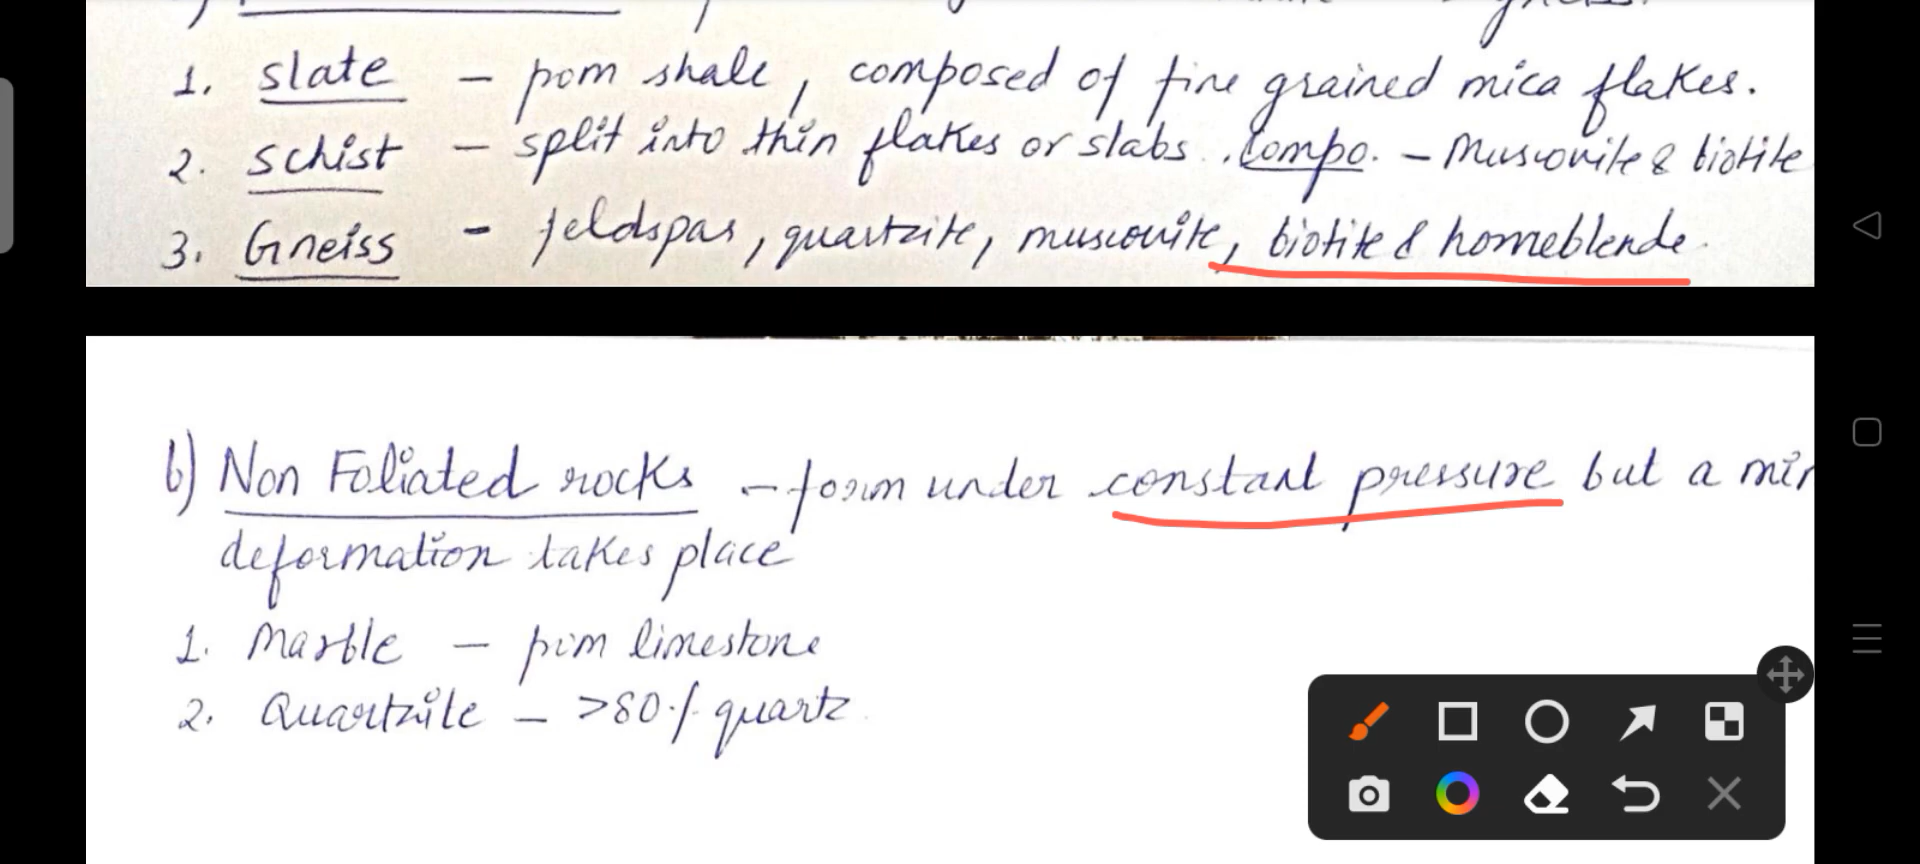 1. slate - from shale, composed of fine grained mica flakes.
2. schist - split into thin flakes or slabs. Compo. - Muscovite & biotite
3. Gneiss - feldspar, quartzite, muscovite, biotite & horneblende.
b) Non Foliated rocks - form under constant pressure but a min
deformation takes place
1. Marble - from limestone
2. Quartzite - >80% quartz